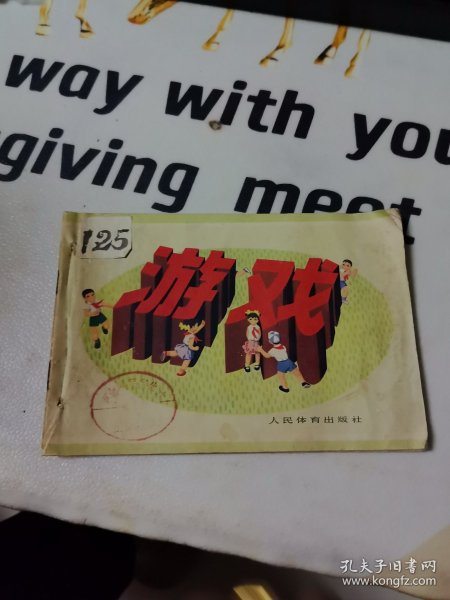 way with you
giving meet
125
游戏
人民体育出版社
孔夫子旧书网
www.kongfz.com